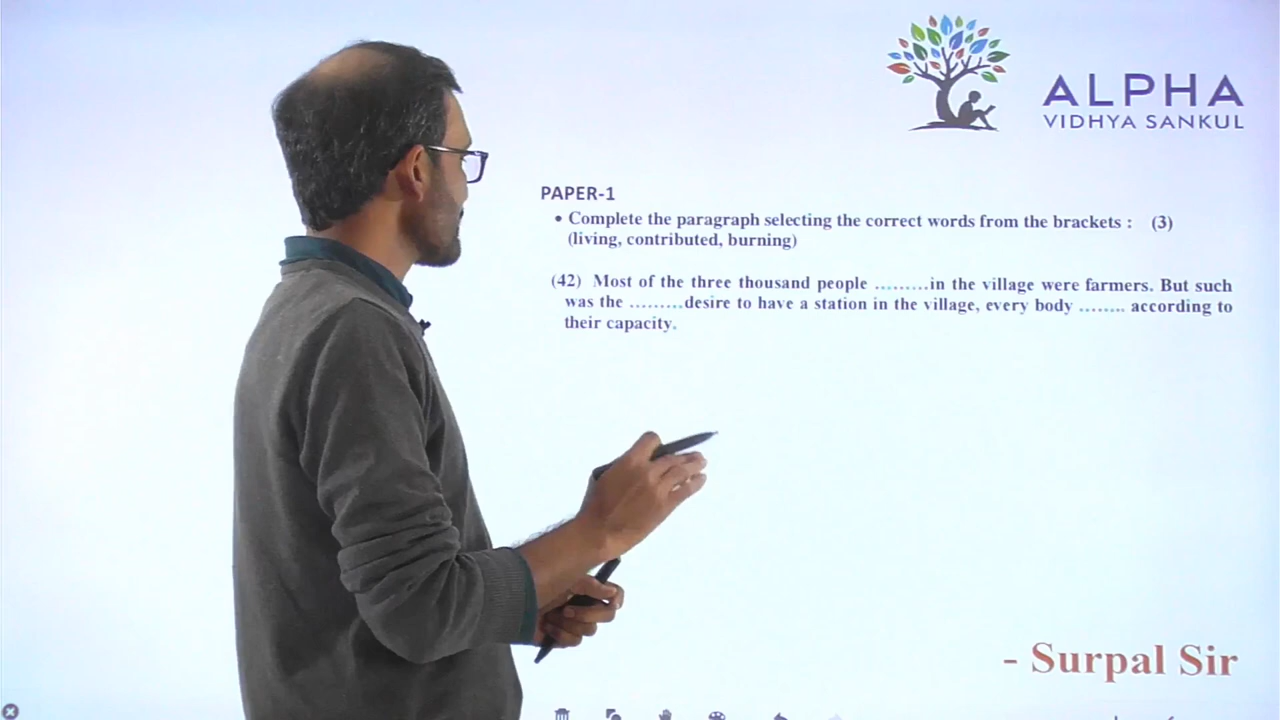 ALPHA
VIDHYA SANKUL
PAPER-1
• Complete the paragraph selecting the correct words from the brackets : (3)
(living, contributed, burning)
(42) Most of the three thousand people .........in the village were farmers. But such
was the .........desire to have a station in the village, every body ........ according to
their capacity.
- Surpal Sir